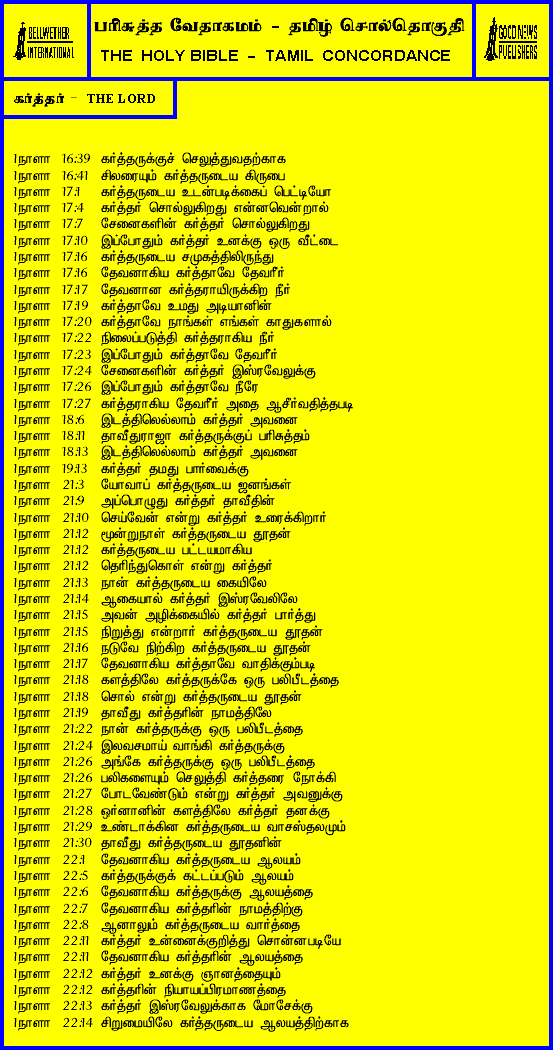 BELLWETHER
INTERNATIONAL
பரிசுத்த வேதாகமம் - தமிழ் சொல்தொகுதி
THE HOLY BIBLE - TAMIL CONCORDANCE
GOOD NEWS
PUBLISHERS
கர்த்தர் - THE LORD
1நாளா 16:39 கர்த்தருக்குச் செலுத்துவதற்காக
1நாளா 16:41 சிலரையும் கர்த்தருடைய கிருபை
1நாளா 17:1 கர்த்தருடைய உடன்படிக்கைப் பெட்டியோ
1நாளா 17:4 கர்த்தர் சொல்லுகிறது என்னவென்றால்
1நாளா 17:7 சேனைகளின் கர்த்தர் சொல்லுகிறது
1நாளா 17:10 இப்போதும் கர்த்தர் உனக்கு ஒரு வீட்டை
1நாளா 17:16 கர்த்தருடைய சமுகத்திலிருந்து
1நாளா 17:16 தேவனாகிய கர்த்தாவே தேவரீர்
1நாளா 17:17 தேவனான கர்த்தராயிருக்கிற நீர்
1நாளா 17:19 கர்த்தாவே உமது அடியானின்
1நாளா 17:20 கர்த்தாவே நாங்கள் எங்கள் காதுகளால்
1நாளா 17:22 நிலைப்படுத்தி கர்த்தராகிய நீர்
1நாளா 17:23 இப்போதும் கர்த்தாவே தேவரீர்
1நாளா 17:24 சேனைகளின் கர்த்தர் இஸ்ரவேலுக்கு
1நாளா 17:26 இப்போதும் கர்த்தாவே நீரே
1நாளா 17:27 கர்த்தராகிய தேவரீர் அதை ஆசீர்வதித்தபடி
1நாளா 18:6 இடத்திலெல்லாம் கர்த்தர் அவனை
1நாளா 18:11 தாவீதுராஜா கர்த்தருக்குப் பரிசுத்தம்
1நாளா 18:13 இடத்திலெல்லாம் கர்த்தர் அவனை
1நாளா 19:13 கர்த்தர் தமது பார்வைக்கு
1நாளா 21:3 யோவாப் கர்த்தருடைய ஜனங்கள்
1நாளா 21:9 அப்பொழுது கர்த்தர் தாவீதின்
1நாளா 21:10 செய்வேன் என்று கர்த்தர் உரைக்கிறார்
1நாளா 21:12 மூன்றுநாள் கர்த்தருடைய தூதன்
1நாளா 21:12 கர்த்தருடைய பட்டயமாகிய
1நாளா 21:12 தெரிந்துகொள் என்று கர்த்தர்
1நாளா 21:13 நான் கர்த்தருடைய கையிலே
1நாளா 21:14 ஆகையால் கர்த்தர் இஸ்ரவேலிலே
1நாளா 21:15 அவன் அழிக்கையில் கர்த்தர் பார்த்து
1நாளா 21:15 நிறுத்து என்றார் கர்த்தருடைய தூதன்
1நாளா 21:16 நடுவே நிற்கிற கர்த்தருடைய தூதன்
1நாளா 21:17 தேவனாகிய கர்த்தாவே வாதிக்கும்படி
1நாளா 21:18 களத்திலே கர்த்தருக்கே ஒரு பலிபீடத்தை
1நாளா 21:18 சொல் என்று கர்த்தருடைய தூதன்
1நாளா 21:19 தாவீது கர்த்தரின் நாமத்திலே
1நாளா 21:22 நான் கர்த்தருக்கு ஒரு பலிபீடத்தை
1நாளா 21:24 இலவசமாய் வாங்கி கர்த்தருக்கு
1நாளா 21:26 அங்கே கர்த்தருக்கு ஒரு பலிபீடத்தை
1நாளா 21:26 பலிகளையும் செலுத்தி கர்த்தரை நோக்கி
1நாளா 21:27 போடவேண்டும் என்று கர்த்தர் அவனுக்கு
1நாளா 21:28 ஒர்னானின் களத்திலே கர்த்தர் தனக்கு
1நாளா 21:29 உண்டாக்கின கர்த்தருடைய வாசஸ்தலமும்
1நாளா 21:30 தாவீது கர்த்தருடைய தூதனின்
1நாளா 22:1 தேவனாகிய கர்த்தருடைய ஆலயம்
1நாளா 22:5 கர்த்தருக்குக் கட்டப்படும் ஆலயம்
1நாளா 22:6 தேவனாகிய கர்த்தருக்கு ஆலயத்தை
1நாளா 22:7 தேவனாகிய கர்த்தரின் நாமத்திற்கு
1நாளா 22:8 ஆனாலும் கர்த்தருடைய வார்த்தை
1நாளா 22:11 கர்த்தர் உன்னைக்குறித்து சொன்னபடியே
1நாளா 22:11 தேவனாகிய கர்த்தரின் ஆலயத்தை
1நாளா 22:12 கர்த்தர் உனக்கு ஞானத்தையும்
1நாளா 22:12 கர்த்தரின் நியாயப்பிரமாணத்தை
1நாளா 22:13 கர்த்தர் இஸ்ரவேலுக்காக மோசேக்கு
1நாளா 22:14 சிறுமையிலே கர்த்தருடைய ஆலயத்திற்காக